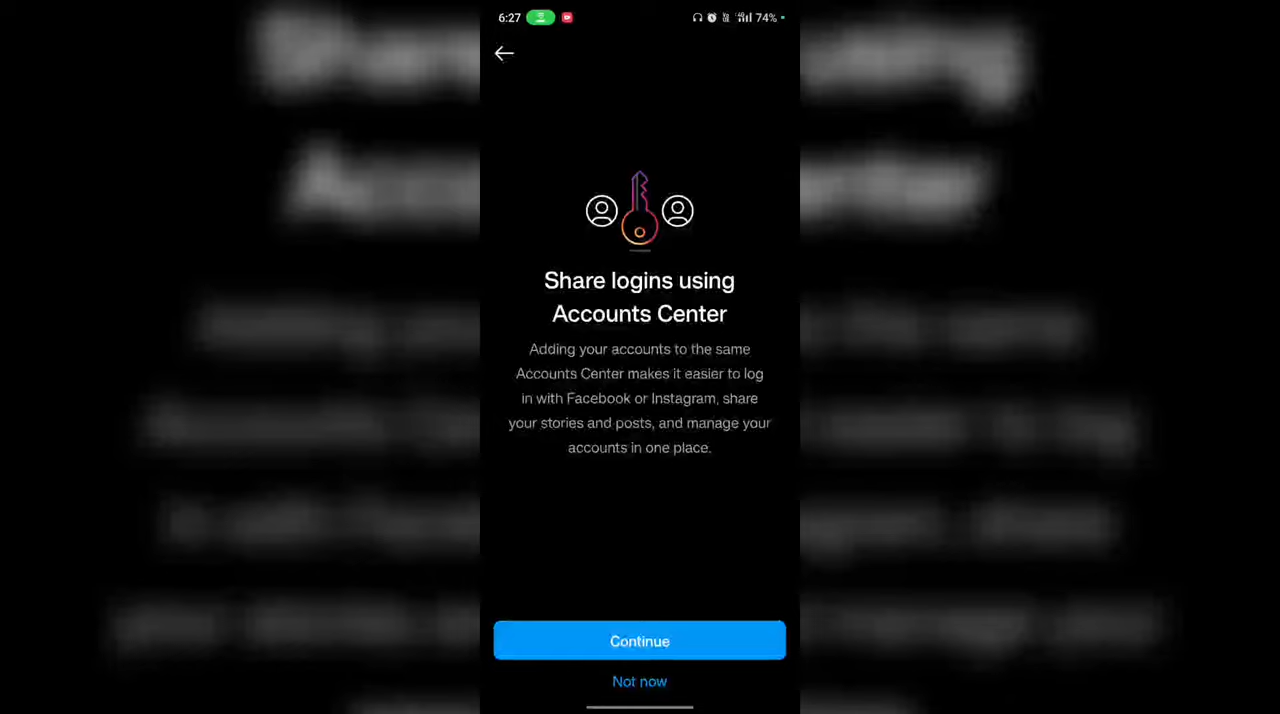 6:27
74%
Share logins using
Accounts Center
Adding your accounts to the same
Accounts Center makes it easier to log
in with Facebook or Instagram, share
your stories and posts, and manage your
accounts in one place.
Continue
Not now